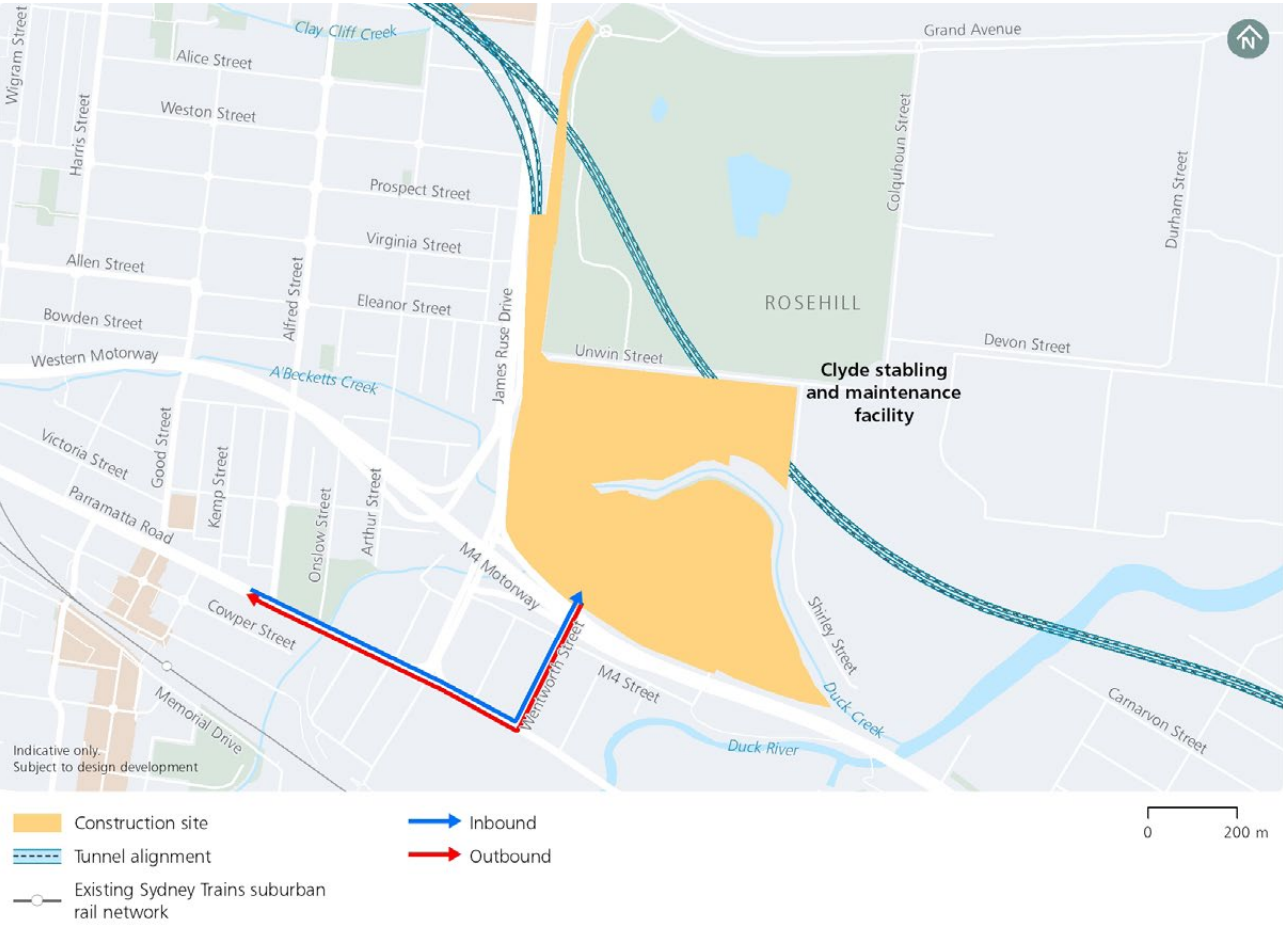 Clay Cliff Creek
Grand Avenue
N
Wigram Street
Alice Street
Harris Street
Weston Street
Colquhoun Street
Durham Street
Prospect Street
Virginia Street
Allen Street
Alfred Street
Eleanor Street
James Ruse Drive
ROSEHILL
Bowden Street
Unwin Street
Devon Street
Western Motorway
A'Becketts Creek
Clyde stabling
and maintenance
facility
Good Street
Victoria Street
Kemp Street
Parramatta Road
Onslow Street
Arthur Street
M4 Motorway
Cowper Street
Shirley Street
Wentworth Street
M4 Street
Duck Creek
Memorial Drive
Duck River
Carnarvon Street
Indicative only.
Subject to design development
Construction site
Tunnel alignment
Existing Sydney Trains suburban
rail network
Inbound
Outbound
0 200 m